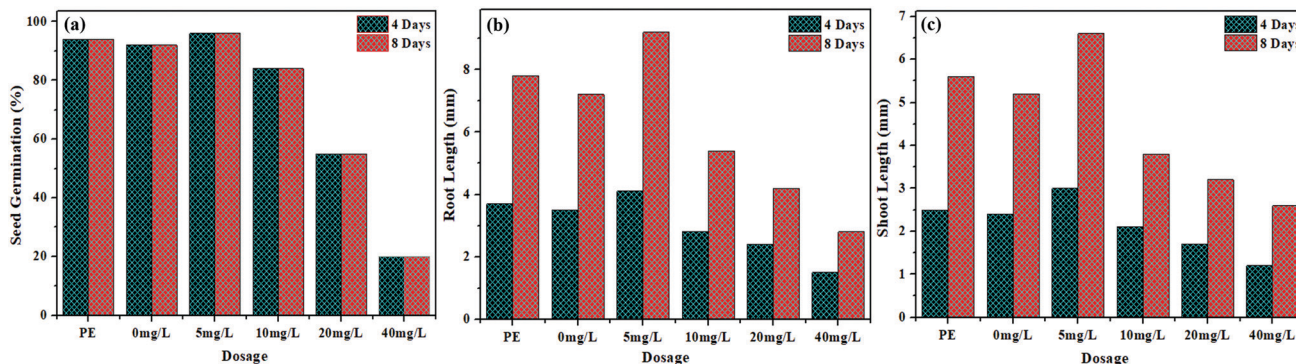 (a)
4 Days
8 Days
100
80
60
40
20
0
Seed Germination (%)
PE 0mg/L 5mg/L 10mg/L 20mg/L 40mg/L
Dosage
(b)
4 Days
8 Days
8
6
4
2
0
Root Length (mm)
PE 0mg/L 5mg/L 10mg/L 20mg/L 40mg/L
Dosage
(c)
4 Days
8 Days
7
6
5
4
3
2
1
0
Shoot Length (mm)
PE 0mg/L 5mg/L 10mg/L 20mg/L 40mg/L
Dosage